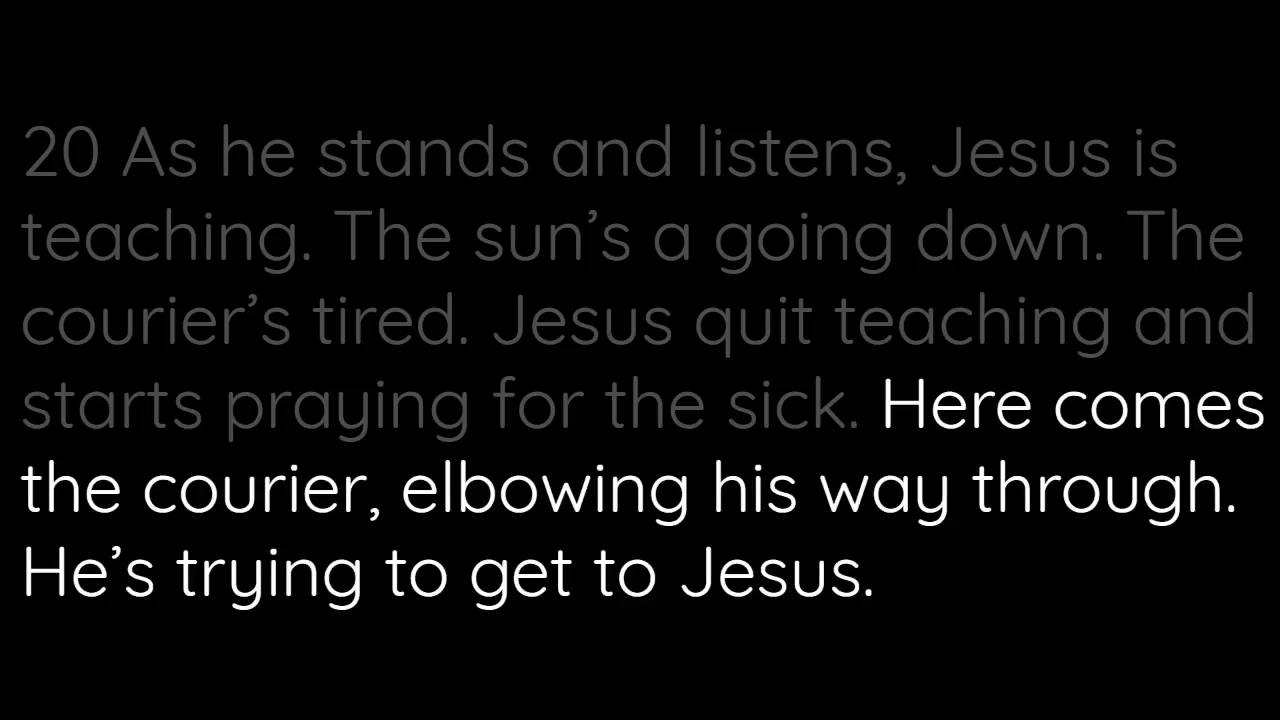 20 As he stands and listens, Jesus is
teaching. The sun’s a going down. The
courier’s tired. Jesus quit teaching and
starts praying for the sick. Here comes
the courier, elbowing his way through.
He’s trying to get to Jesus.